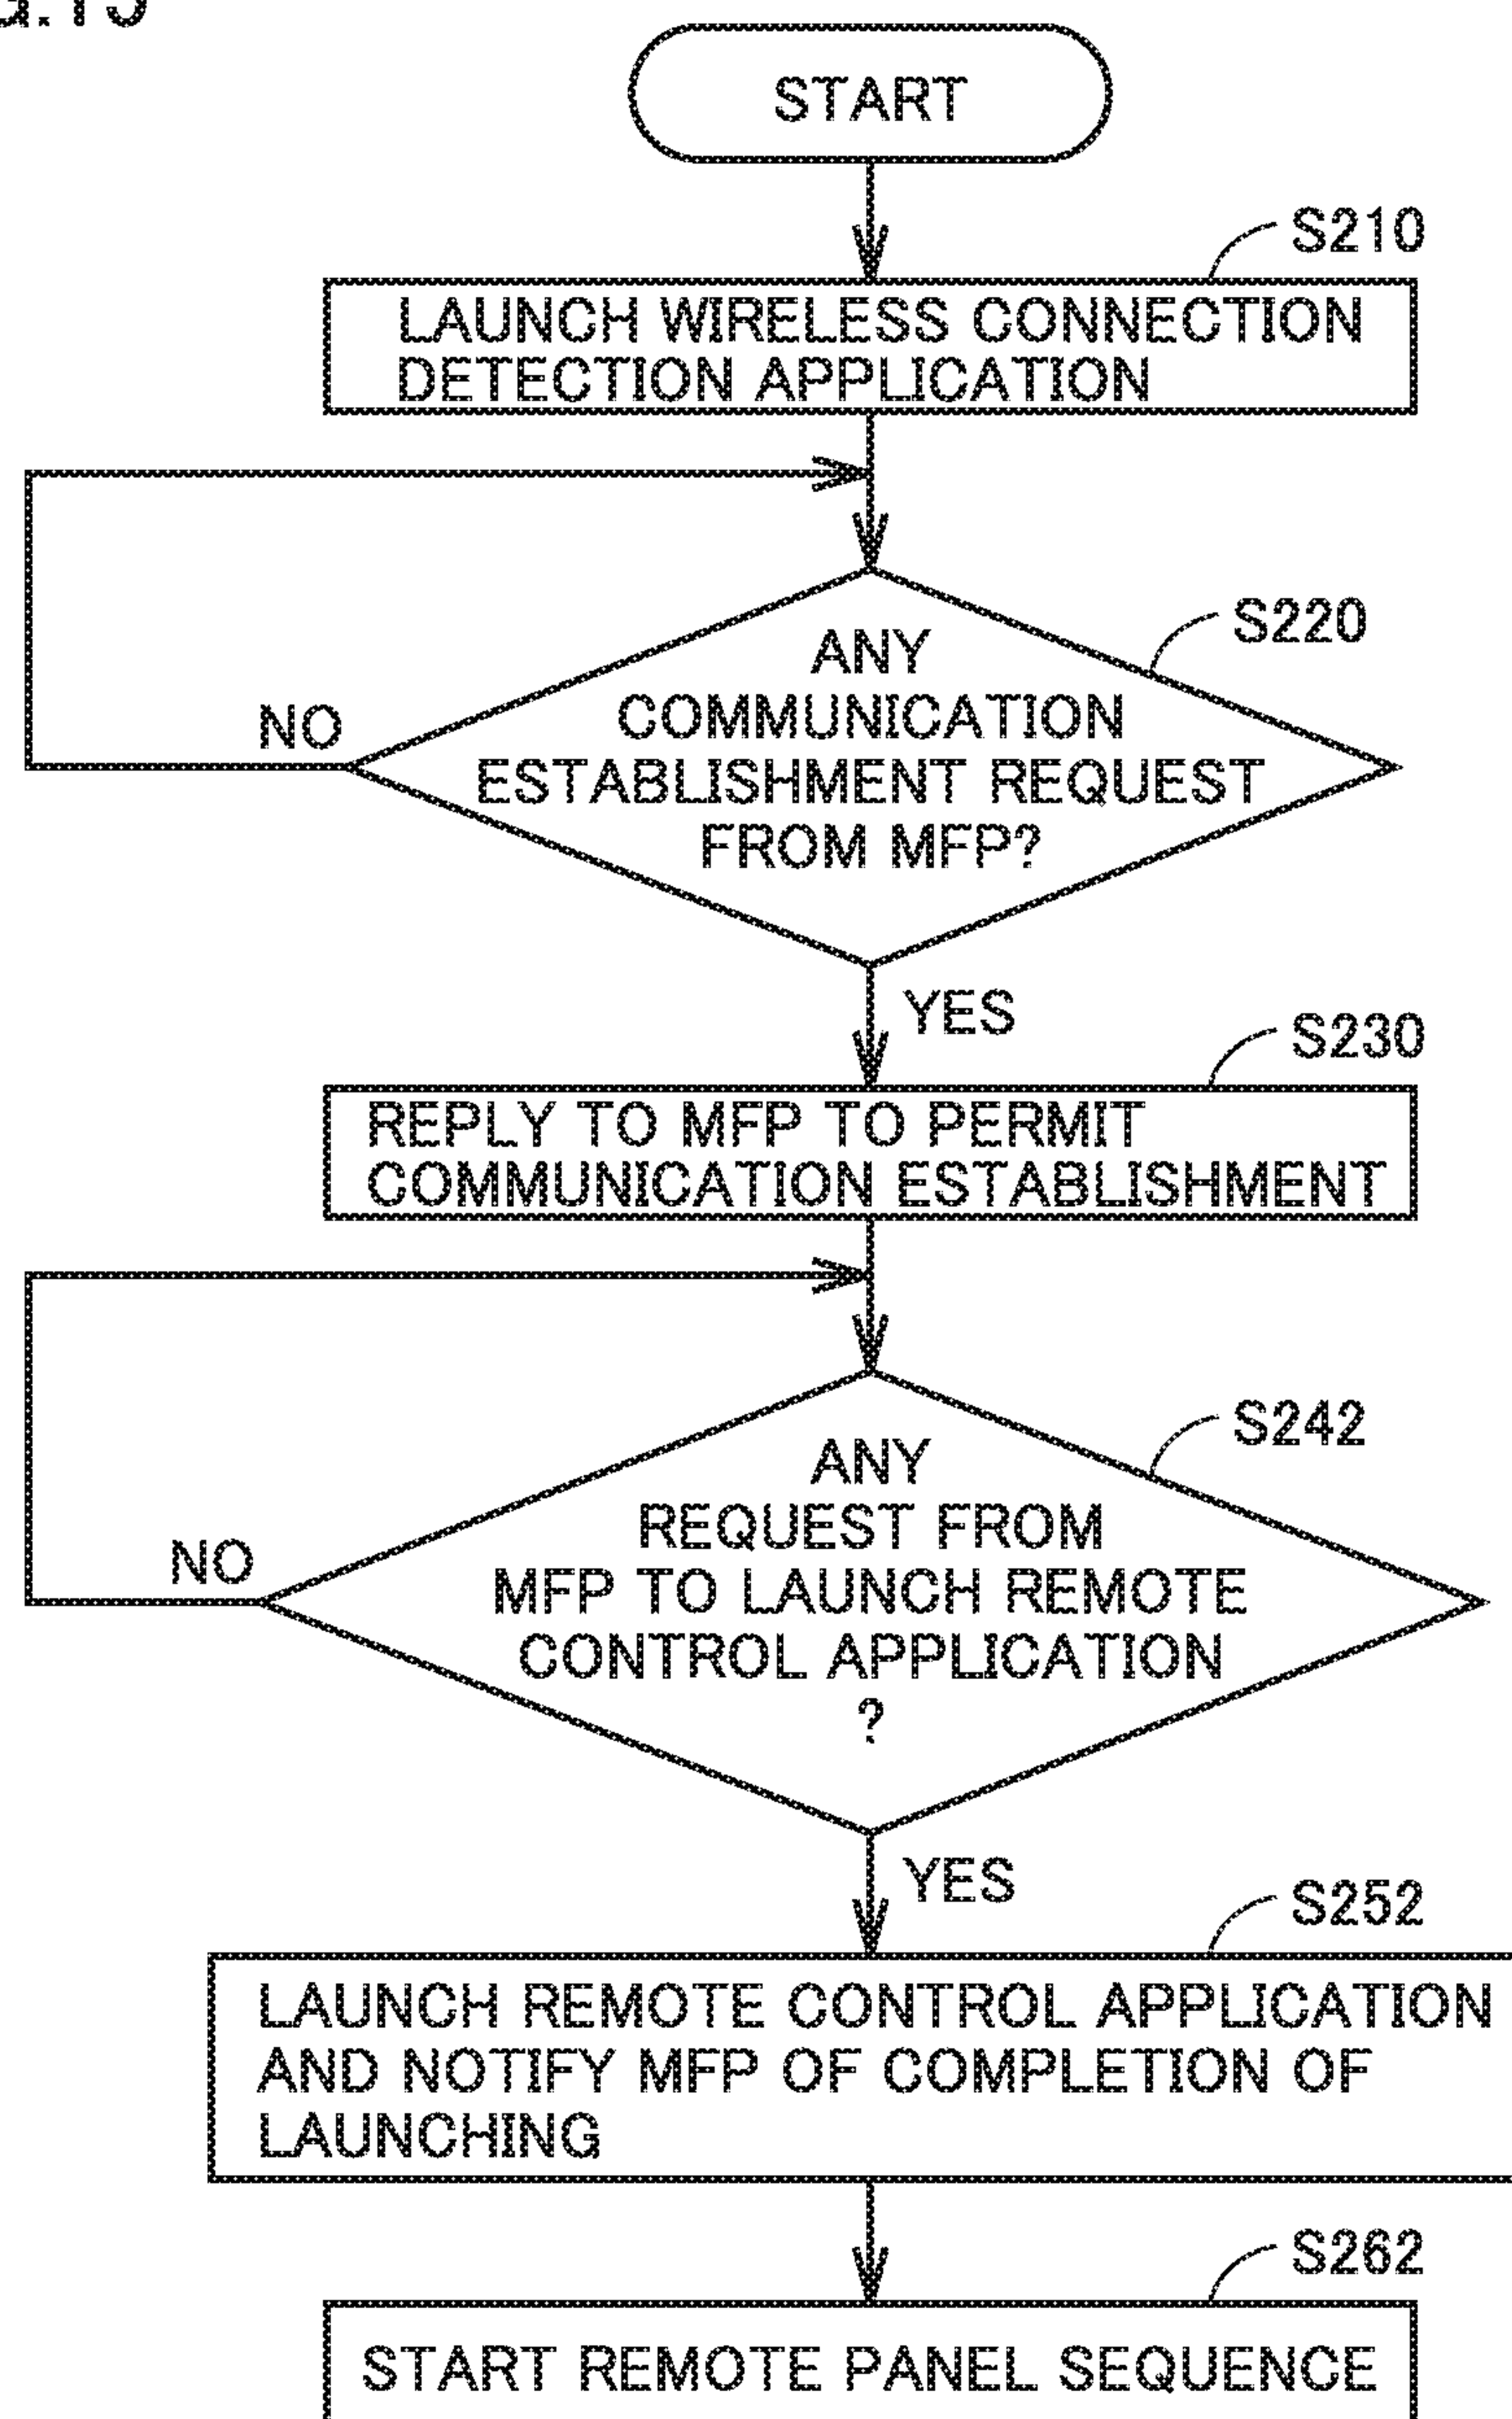 START
S210
LAUNCH WIRELESS CONNECTION
DETECTION APPLICATION
S220
ANY
COMMUNICATION
ESTABLISHMENT REQUEST
FROM MFP?
NO
YES
S230
REPLY TO MFP TO PERMIT
COMMUNICATION ESTABLISHMENT
S242
ANY
REQUEST FROM
MFP TO LAUNCH REMOTE
CONTROL APPLICATION
?
NO
YES
S252
LAUNCH REMOTE CONTROL APPLICATION
AND NOTIFY MFP OF COMPLETION OF
LAUNCHING
S262
START REMOTE PANEL SEQUENCE